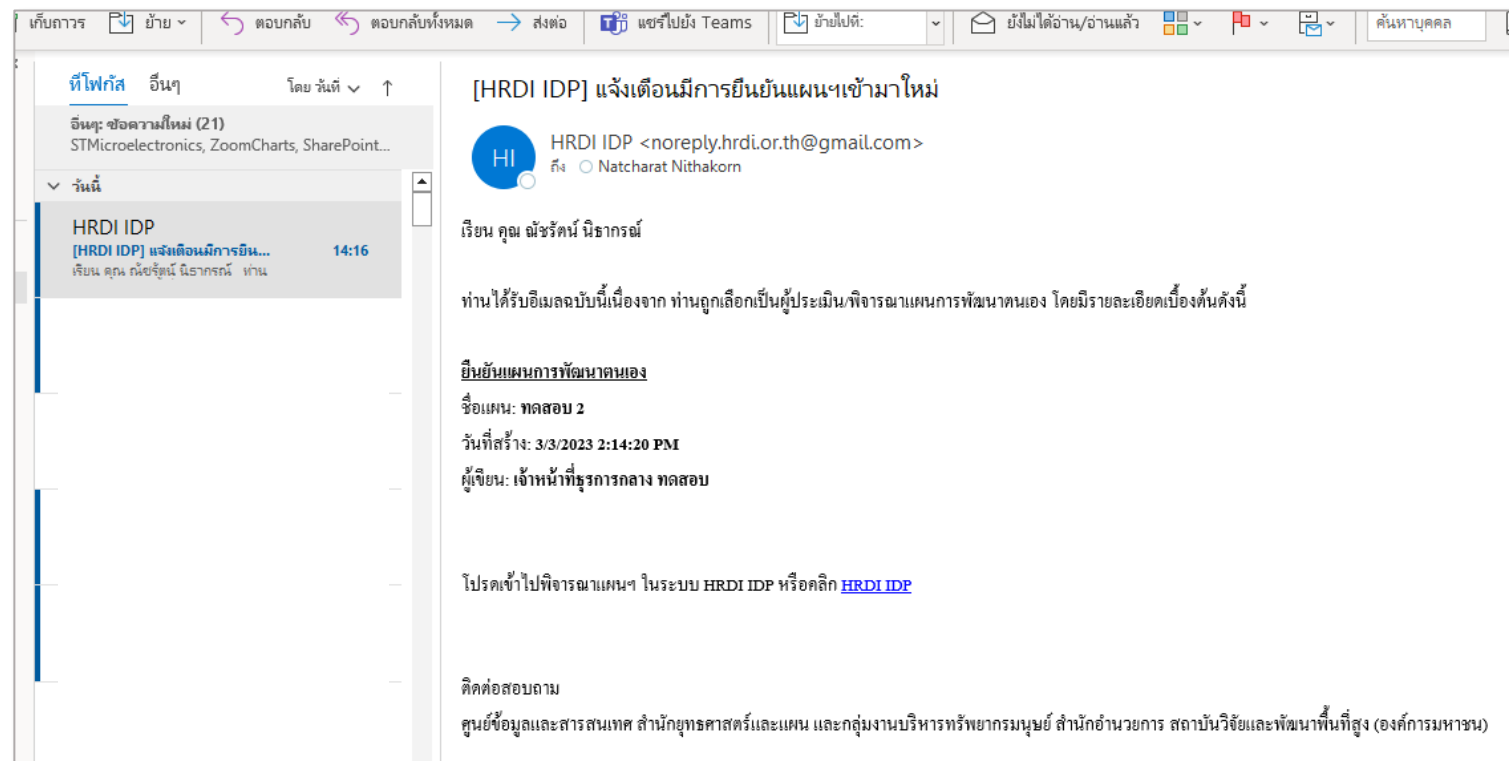 เก็บถาวร ย้าย ตอบกลับ ตอบกลับทั้งหมด ส่งต่อ แชร์ไปยัง Teams ย้ายไปที่: ยังไม่ได้อ่าน/อ่านแล้ว ค้นหาบุคคล
ที่โฟกัส อื่นๆ โดย วันที่
อื่นๆ: ข้อความใหม่ (21)
STMicroelectronics, ZoomCharts, SharePoint...
วันนี้
HRDI IDP
[HRDI IDP] แจ้งเตือนมีการยืน... 14:16
เรียน คุณ ณัชรัตน์ นิธากรณ์ ท่าน
[HRDI IDP] แจ้งเตือนมีการยืนยันแผนฯเข้ามาใหม่
HI
HRDI IDP <noreply.hrdi.or.th@gmail.com>
ถึง Natcharat Nithakorn
เรียน คุณ ณัชรัตน์ นิธากรณ์
ท่านได้รับอีเมลฉบับนี้เนื่องจาก ท่านถูกเลือกเป็นผู้ประเมิน/พิจารณาแผนการพัฒนาตนเอง โดยมีรายละเอียดเบื้องต้นดังนี้
ยืนยันแผนการพัฒนาตนเอง
ชื่อแผน: ทดสอบ 2
วันที่สร้าง: 3/3/2023 2:14:20 PM
ผู้เขียน: เจ้าหน้าที่ธุรการกลาง ทดสอบ
โปรดเข้าไปพิจารณาแผนฯ ในระบบ HRDI IDP หรือคลิก HRDI IDP
ติดต่อสอบถาม
ศูนย์ข้อมูลและสารสนเทศ สำนักยุทธศาสตร์และแผน และกลุ่มงานบริหารทรัพยากรมนุษย์ สำนักอำนวยการ สถาบันวิจัยและพัฒนาพื้นที่สูง (องค์การมหาชน)